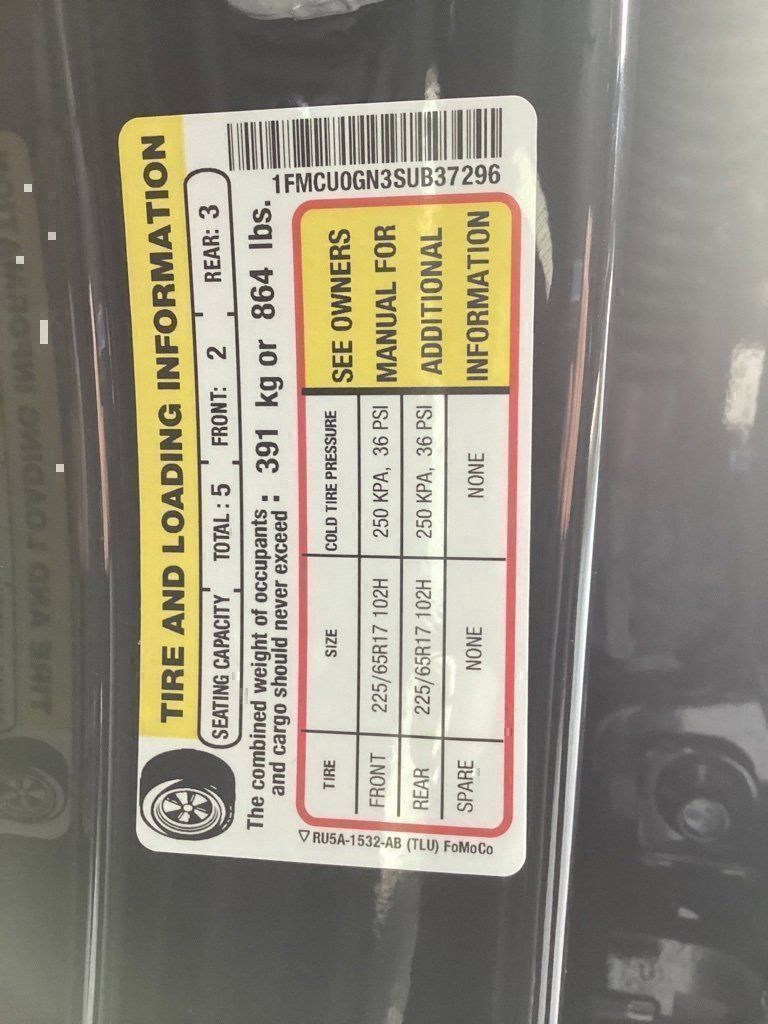 TIRE AND LOADING INFORMATION
SEATING CAPACITY TOTAL: 5 FRONT: 2 REAR: 3
The combined weight of occupants
and cargo should never exceed : 391 kg or 864 lbs.
1FMCU0GN3SUB37296
TIRE SIZE COLD TIRE PRESSURE
FRONT 225/65R17 102H 250 KPA, 36 PSI
REAR 225/65R17 102H 250 KPA, 36 PSI
SPARE NONE NONE
SEE OWNERS
MANUAL FOR
ADDITIONAL
INFORMATION
RU5A-1532-AB (TLU) FoMoCo